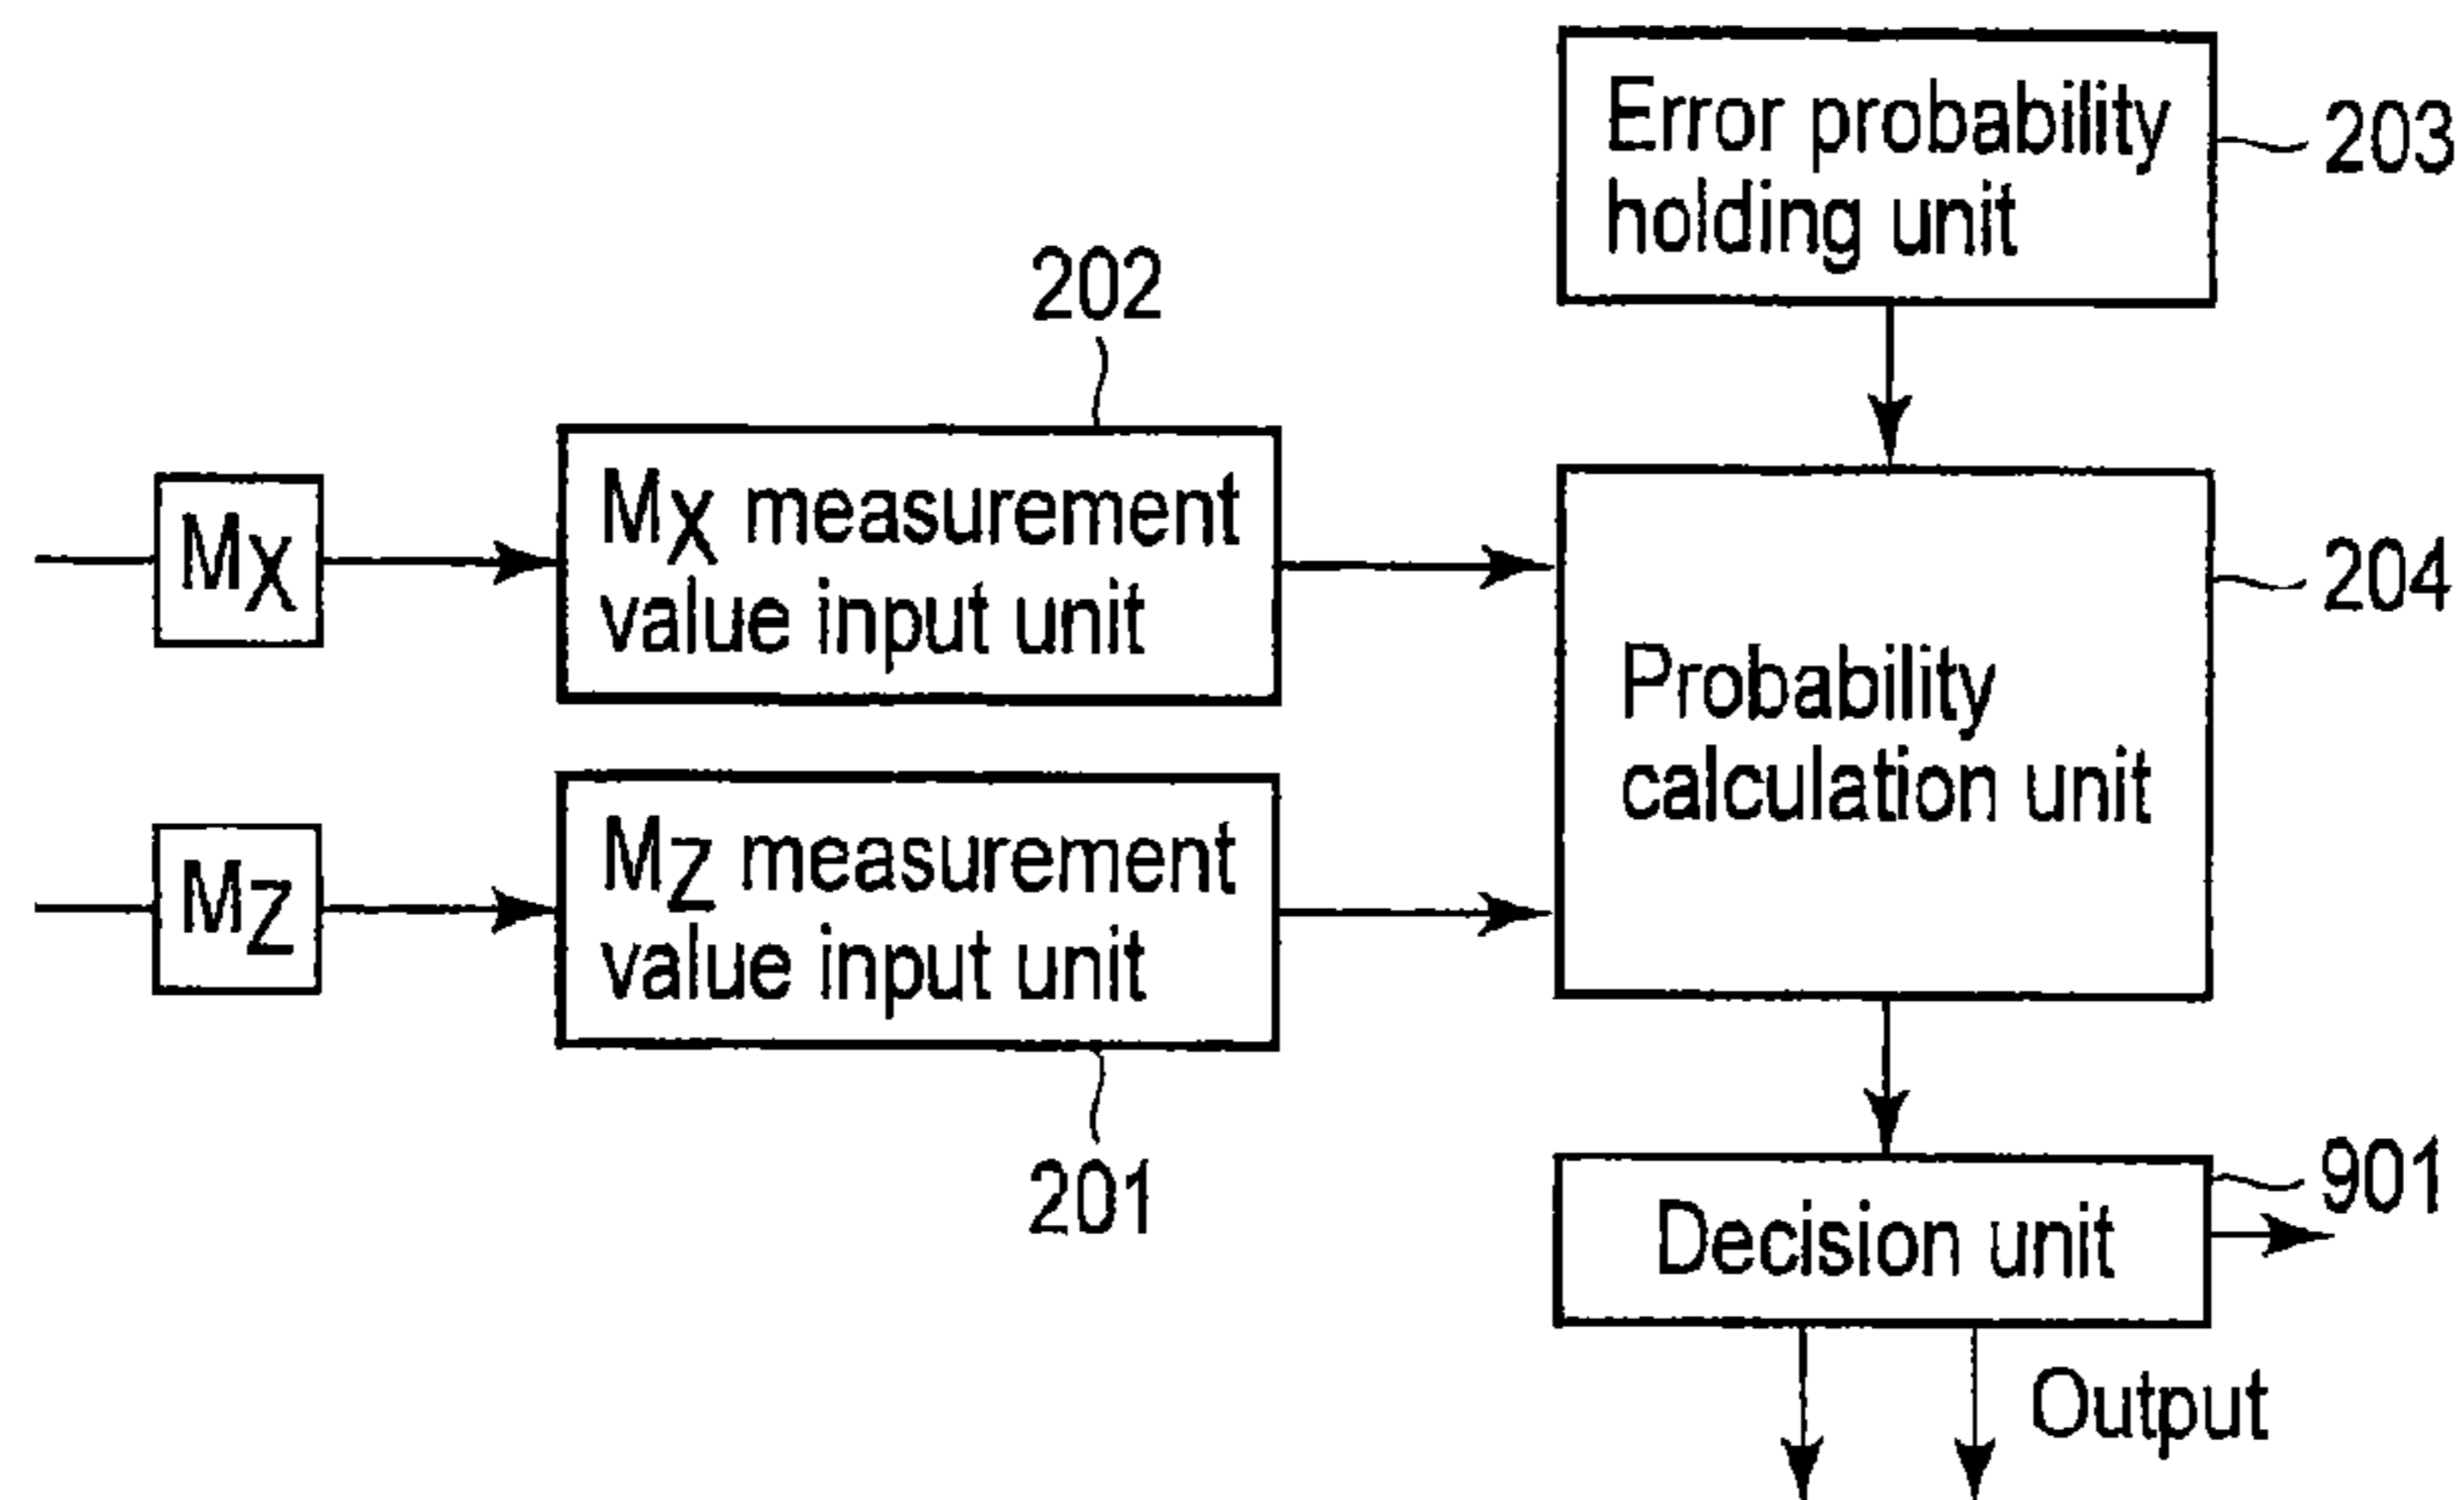 Error probability
holding unit
203
202
MX
MX measurement
value input unit
204
Probability
calculation unit
MZ
MZ measurement
value input unit
201
901
Decision unit
Output